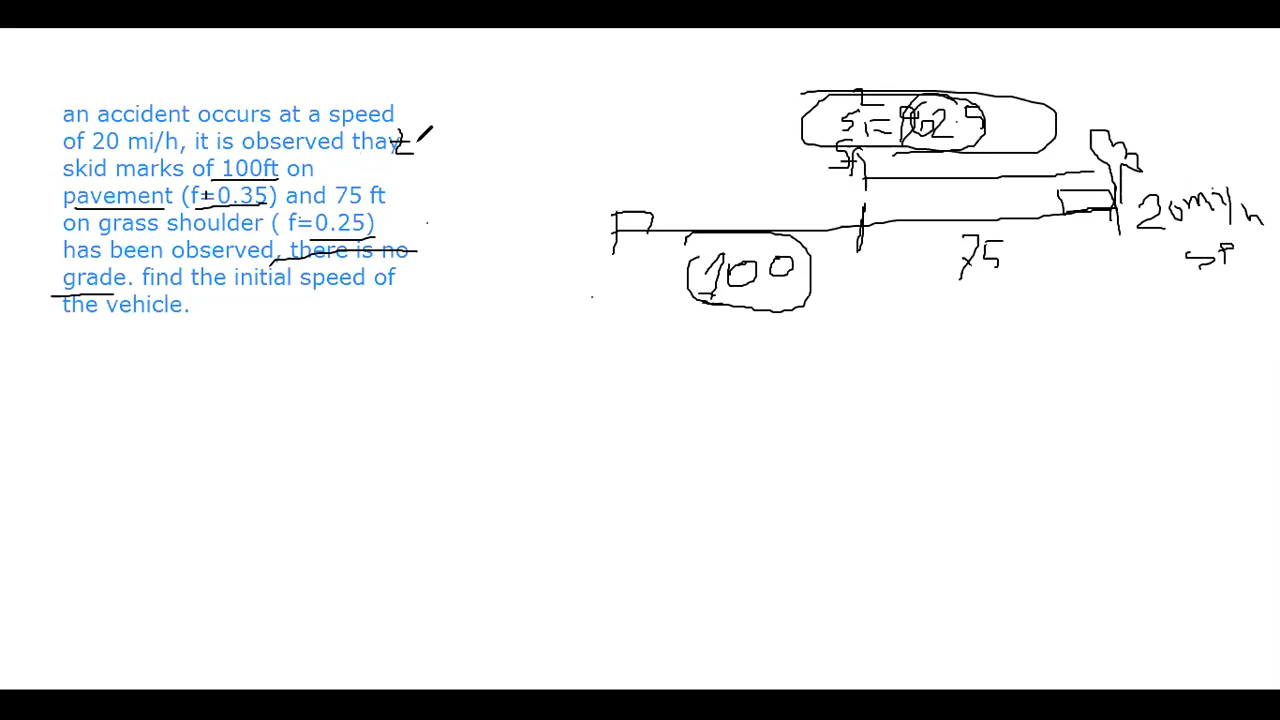 an accident occurs at a speed
of 20 mi/h, it is observed thay
skid marks of 100ft on
pavement (f=0.35) and 75 ft
on grass shoulder ( f=0.25)
has been observed, there is no
grade. find the initial speed of
the vehicle.
100
75
20mi/h